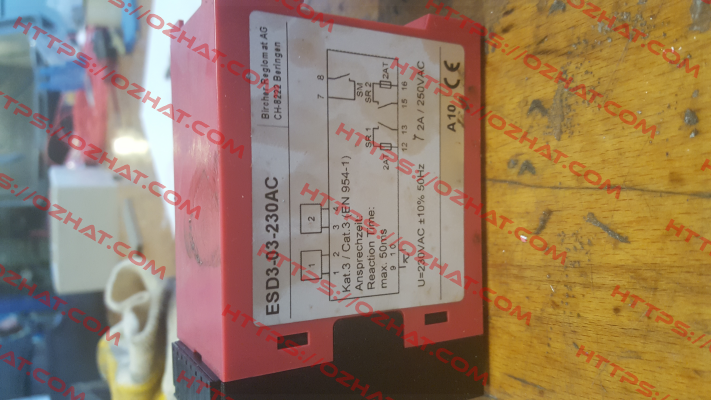 Bircher Reglomat AG
CH-8222 Beringen
ESD3-03-230AC
1
2
1 2 3 4
7 8
SM
SR 2
2AT
15 16
SR 1
2AT
12 13
Kat.3 / Cat.3 (EN 954-1)
Ansprechzeit
Reaction Time:
max. 50ms
9 10
2A / 250VAC
U=230VAC ±10% 50Hz
A10
CE
HTTPS://OZHAT.COM